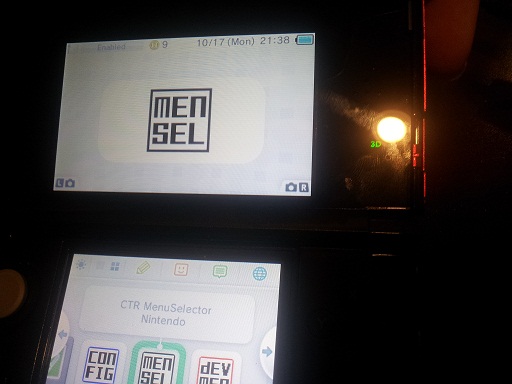 Enabled 9 10/17 (Mon) 21:38
MEN
SEL
L R
3D
CTR MenuSelector
Nintendo
CON
FIG
MEN
SEL
dEV
MEN